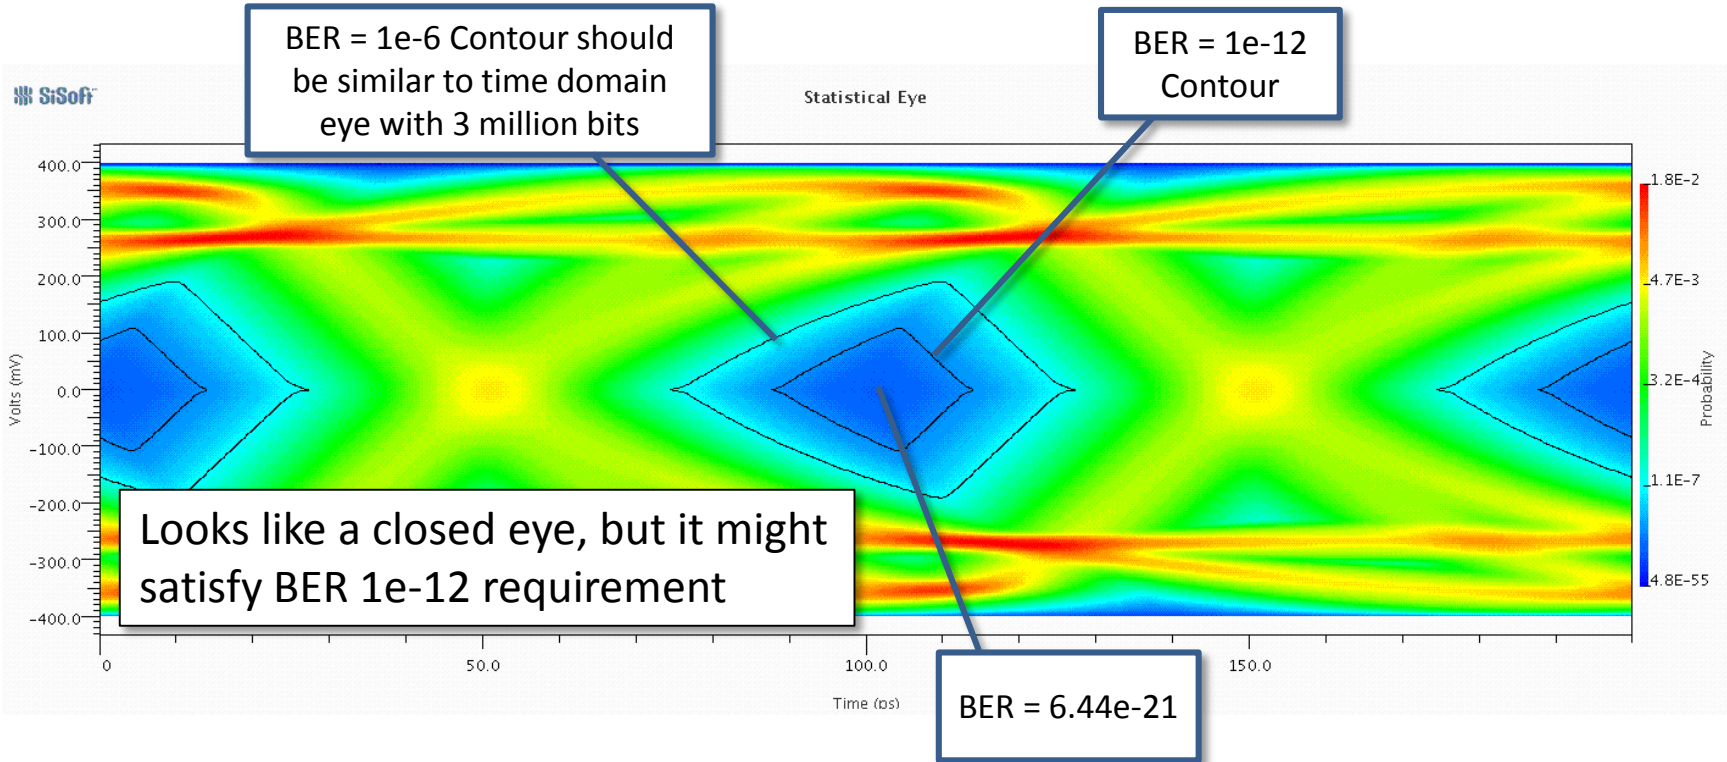 BER = 1e-6 Contour should
be similar to time domain
eye with 3 million bits
BER = 1e-12
Contour
SiSoft
Statistical Eye
400.0
300.0
200.0
100.0
0.0
-100.0
-200.0
-300.0
-400.0
Volts (mV)
1.8E-2
4.7E-3
3.2E-4
1.1E-7
4.8E-55
Probability
Looks like a closed eye, but it might
satisfy BER 1e-12 requirement
0
50.0
100.0
150.0
Time (ps)
BER = 6.44e-21